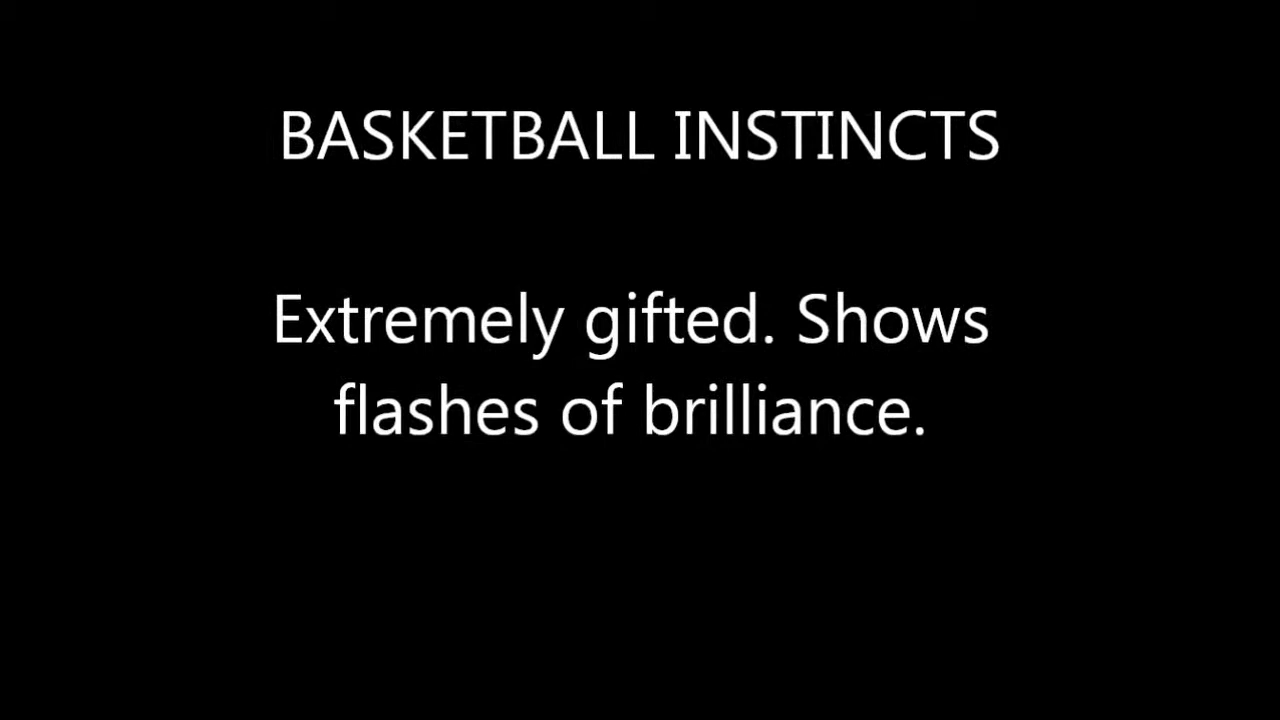 BASKETBALL INSTINCTS
Extremely gifted. Shows
flashes of brilliance.